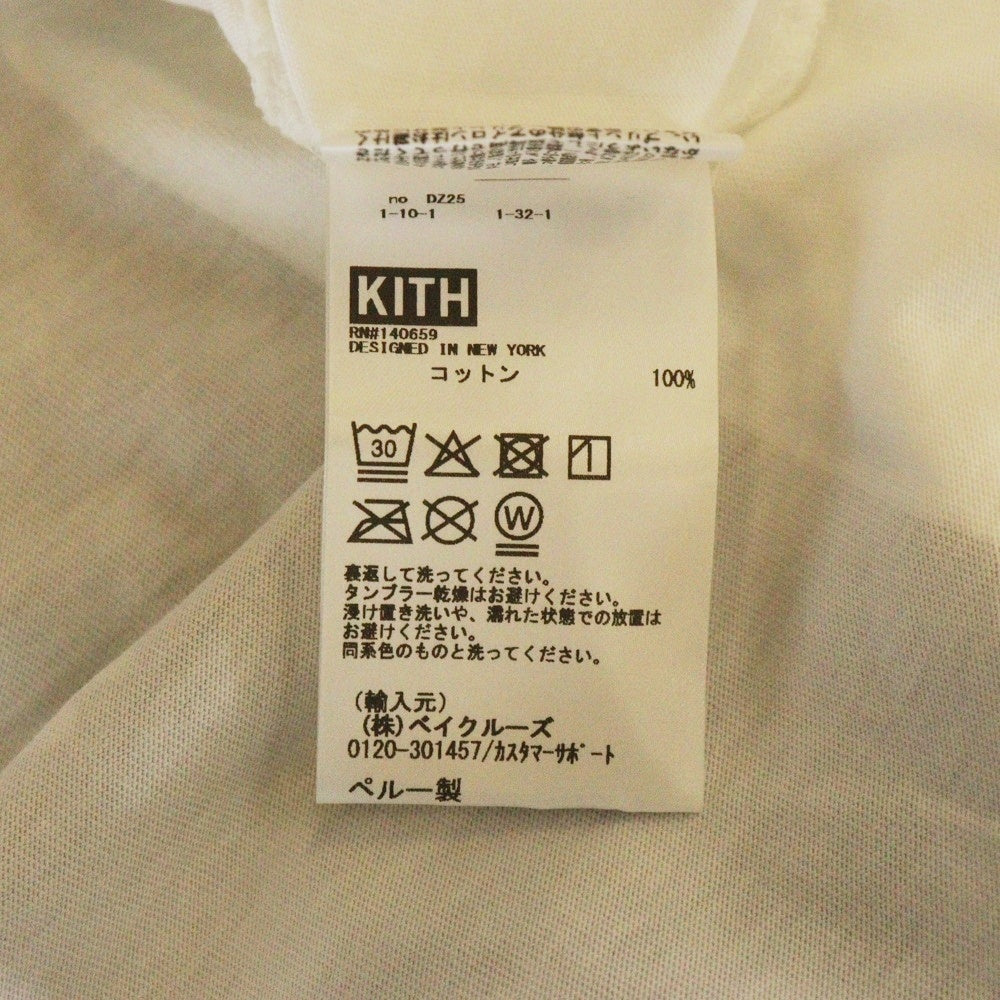 no DZ25
1-10-1 1-32-1
KITH
RN#140659
DESIGNED IN NEW YORK
コットン 100%
30
W
裏返して洗ってください。
タンブラー乾燥はお避けください。
浸け置き洗いや、濡れた状態での放置は
お避けください。
同系色のものと洗ってください。
(輸入元)
(株)ベイクルーズ
0120-301457/ｶｽﾀﾏｰｻﾎﾟｰﾄ
ペルー製